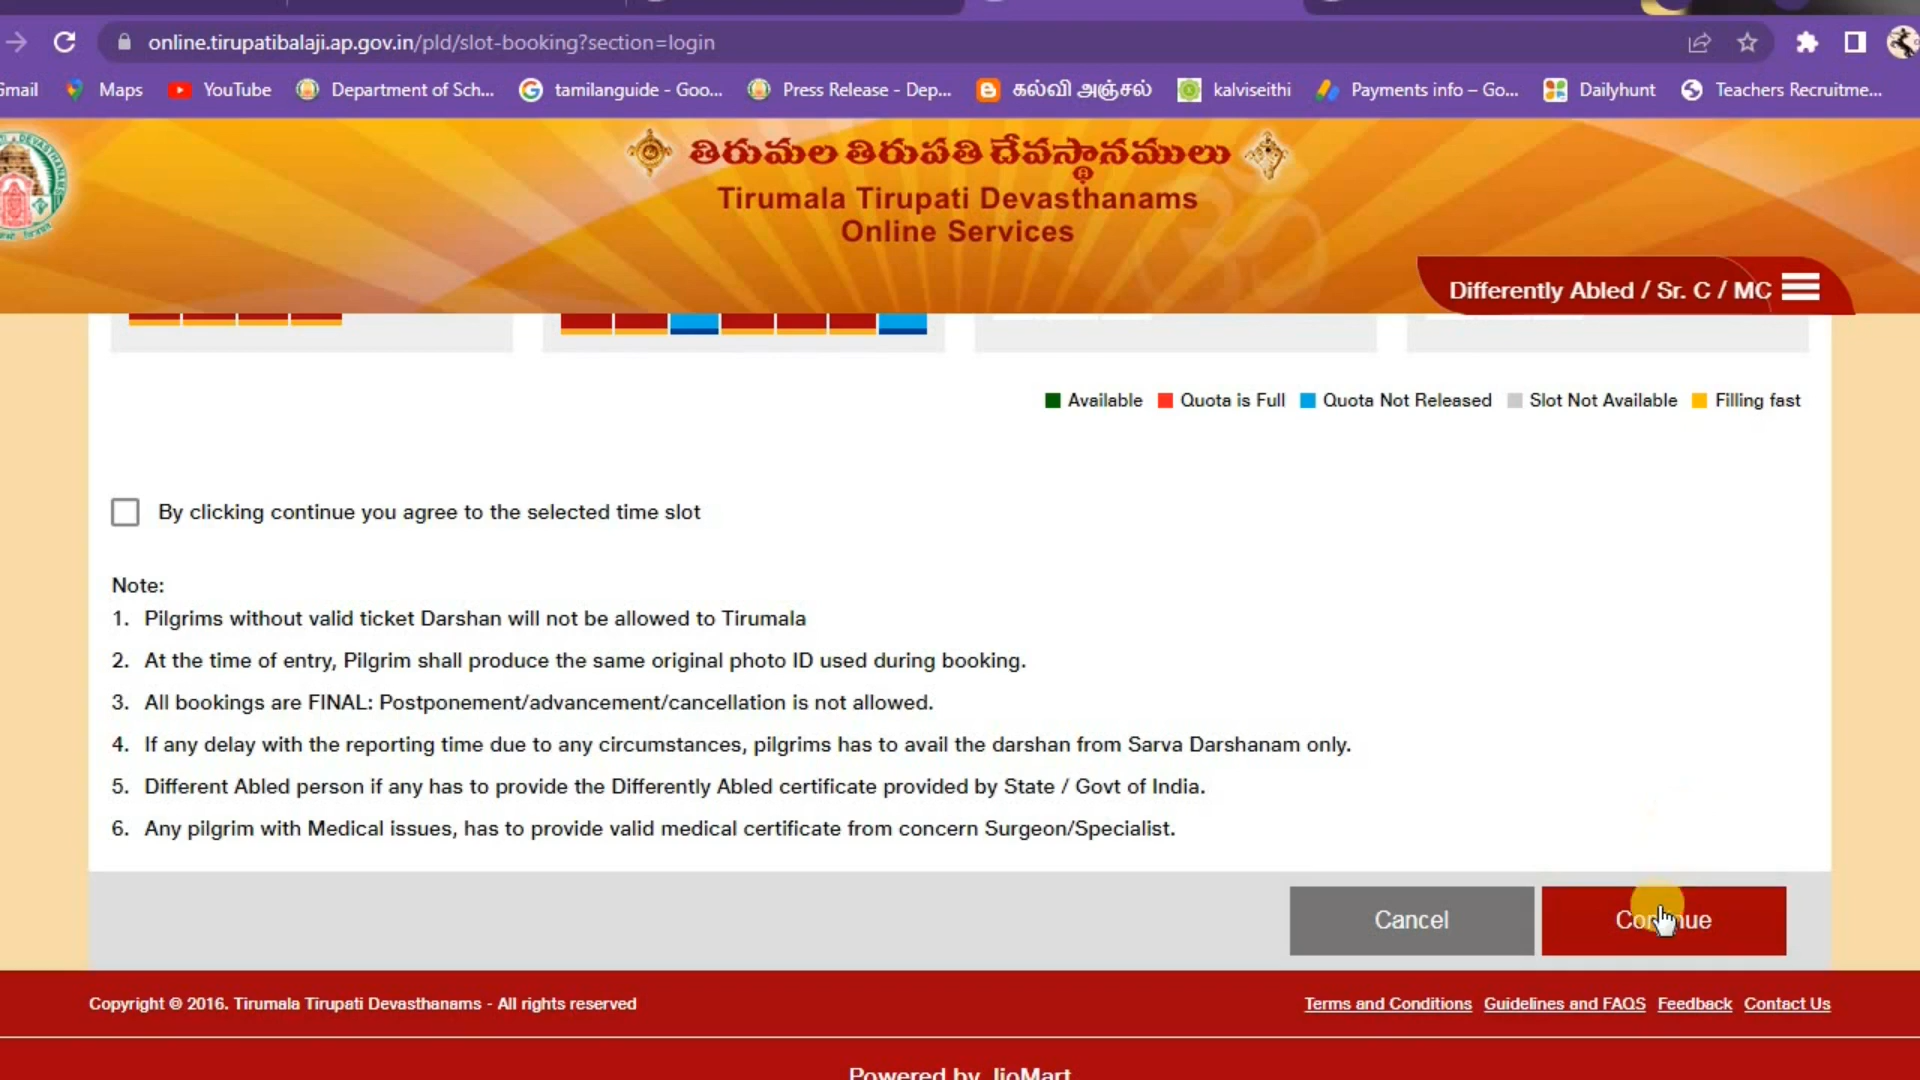 online.tirupatibalaji.ap.gov.in/pld/slot-booking?section=login
Gmail Maps YouTube Department of Sch... tamilanguide - Goo... Press Release - Dep... கல்வி அஞ்சல் kalviseithi Payments info – Go... Dailyhunt Teachers Recruitme...
తిరుమల తిరుపతి దేవస్థానములు
Tirumala Tirupati Devasthanams
Online Services
Differently Abled / Sr. C / MC
Available Quota is Full Quota Not Released Slot Not Available Filling fast
By clicking continue you agree to the selected time slot
Note:
1. Pilgrims without valid ticket Darshan will not be allowed to Tirumala
2. At the time of entry, Pilgrim shall produce the same original photo ID used during booking.
3. All bookings are FINAL: Postponement/advancement/cancellation is not allowed.
4. If any delay with the reporting time due to any circumstances, pilgrims has to avail the darshan from Sarva Darshanam only.
5. Different Abled person if any has to provide the Differently Abled certificate provided by State / Govt of India.
6. Any pilgrim with Medical issues, has to provide valid medical certificate from concern Surgeon/Specialist.
Cancel Continue
Copyright © 2016. Tirumala Tirupati Devasthanams - All rights reserved Terms and Conditions Guidelines and FAQS Feedback Contact Us
Powered by JioMart